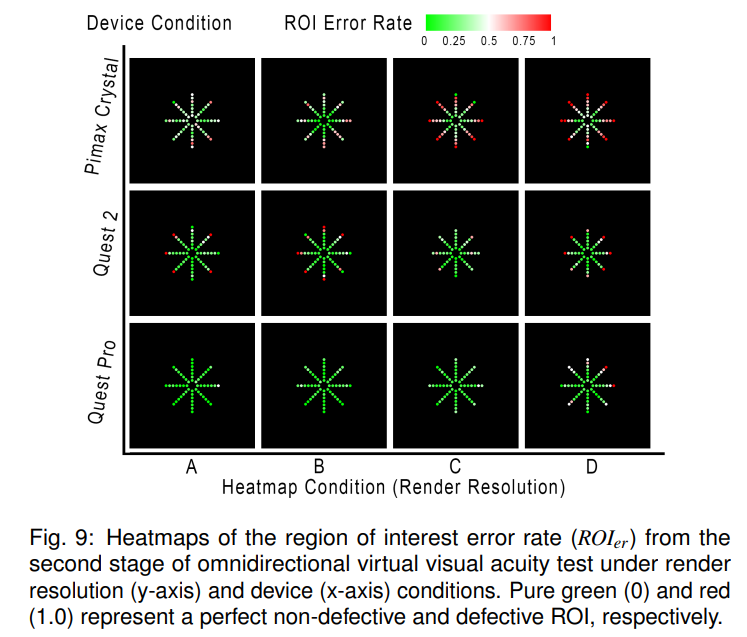 Device Condition ROI Error Rate
0 0.25 0.5 0.75 1
Pimax Crystal
Quest 2
Quest Pro
A B C D
Heatmap Condition (Render Resolution)
Fig. 9: Heatmaps of the region of interest error rate (ROIer) from the
second stage of omnidirectional virtual visual acuity test under render
resolution (y-axis) and device (x-axis) conditions. Pure green (0) and red
(1.0) represent a perfect non-defective and defective ROI, respectively.